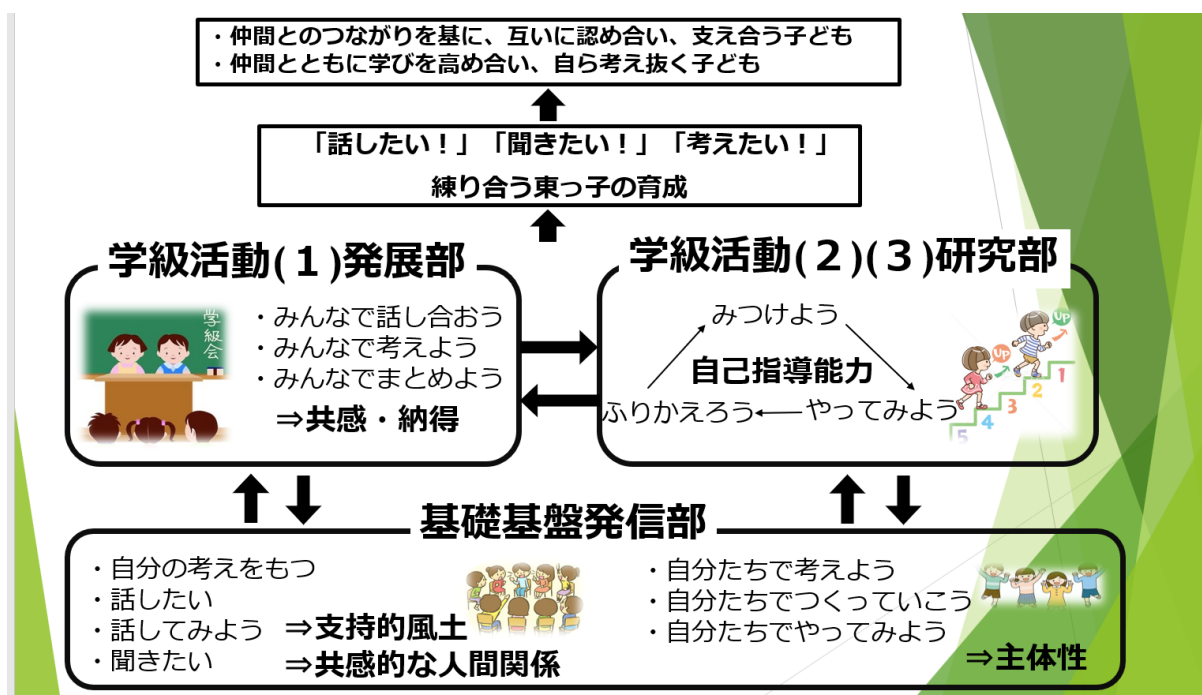 ・仲間とのつながりを基に、互いに認め合い、支え合う子ども
・仲間とともに学びを高め合い、自ら考え抜く子ども
「話したい！」「聞きたい！」「考えたい！」
練り合う東っ子の育成
学級活動(１)発展部
学級会
・みんなで話し合おう
・みんなで考えよう
・みんなでまとめよう
⇒共感・納得
学級活動(２)(３)研究部
みつけよう
自己指導能力
ふりかえろう
やってみよう
UP
UP
1
2
3
4
5
基礎基盤発信部
・自分の考えをもつ
・話したい
・話してみよう
・聞きたい
⇒支持的風土
⇒共感的な人間関係
・自分たちで考えよう
・自分たちでつくっていこう
・自分たちでやってみよう
⇒主体性